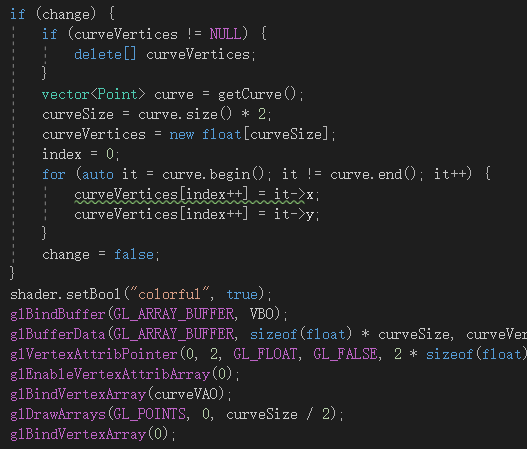 if (change) {
if (curveVertices != NULL) {
delete[] curveVertices;
}
vector<Point> curve = getCurve();
curveSize = curve.size() * 2;
curveVertices = new float[curveSize];
index = 0;
for (auto it = curve.begin(); it != curve.end(); it++) {
curveVertices[index++] = it->x;
curveVertices[index++] = it->y;
}
change = false;
}
shader.setBool("colorful", true);
glBindBuffer(GL_ARRAY_BUFFER, VBO);
glBufferData(GL_ARRAY_BUFFER, sizeof(float) * curveSize, curveVer
glVertexAttribPointer(0, 2, GL_FLOAT, GL_FALSE, 2 * sizeof(float)
glEnableVertexAttribArray(0);
glBindVertexArray(curveVAO);
glDrawArrays(GL_POINTS, 0, curveSize / 2);
glBindVertexArray(0);